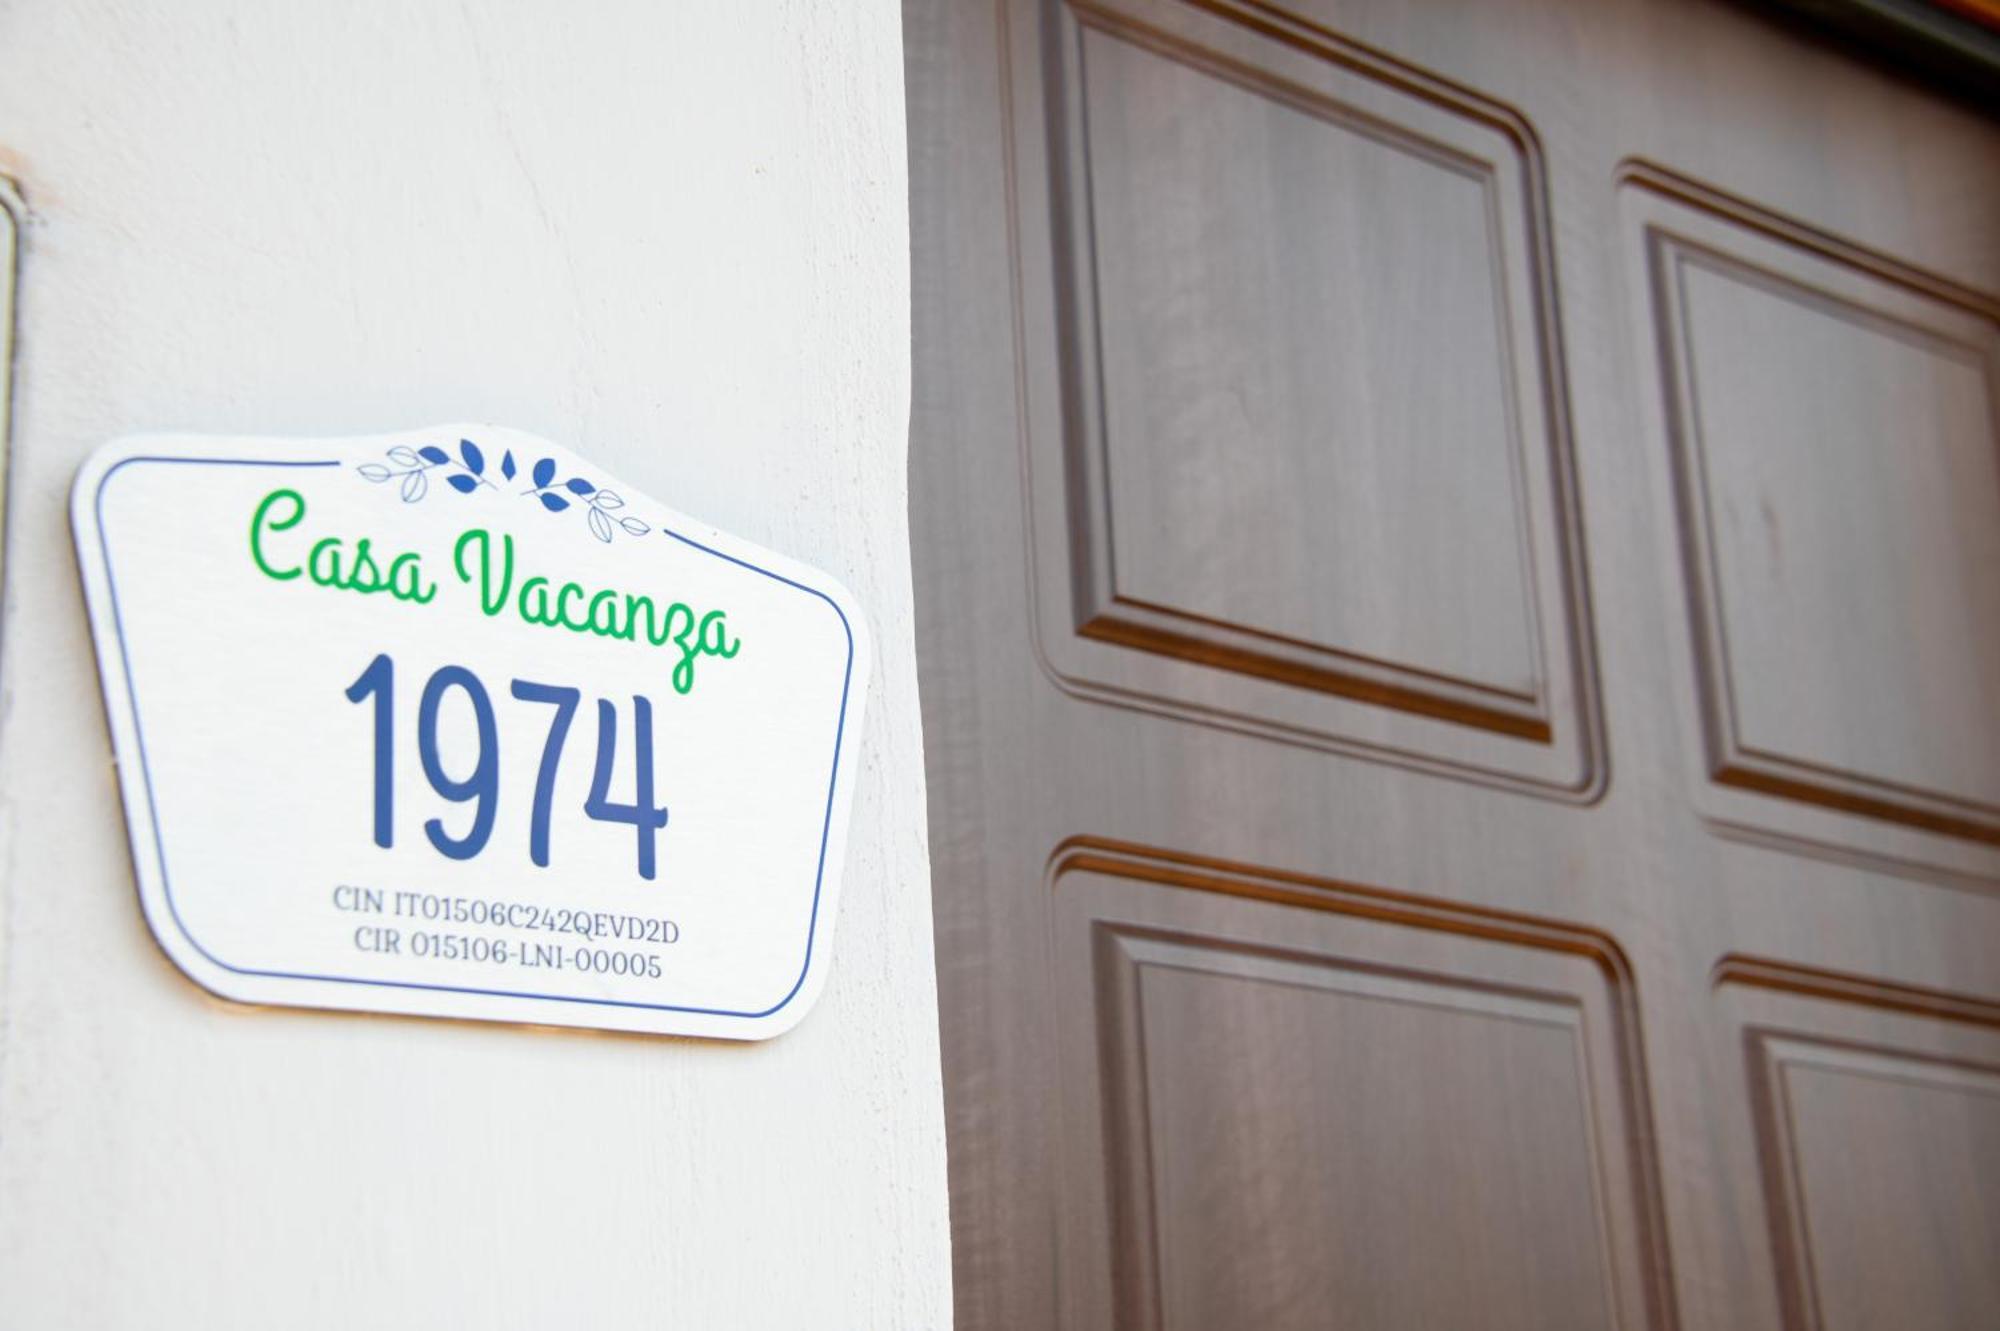 Casa Vacanza
1974
CIN IT01506C242QEVD2D
CIR 015106-LNI-00005